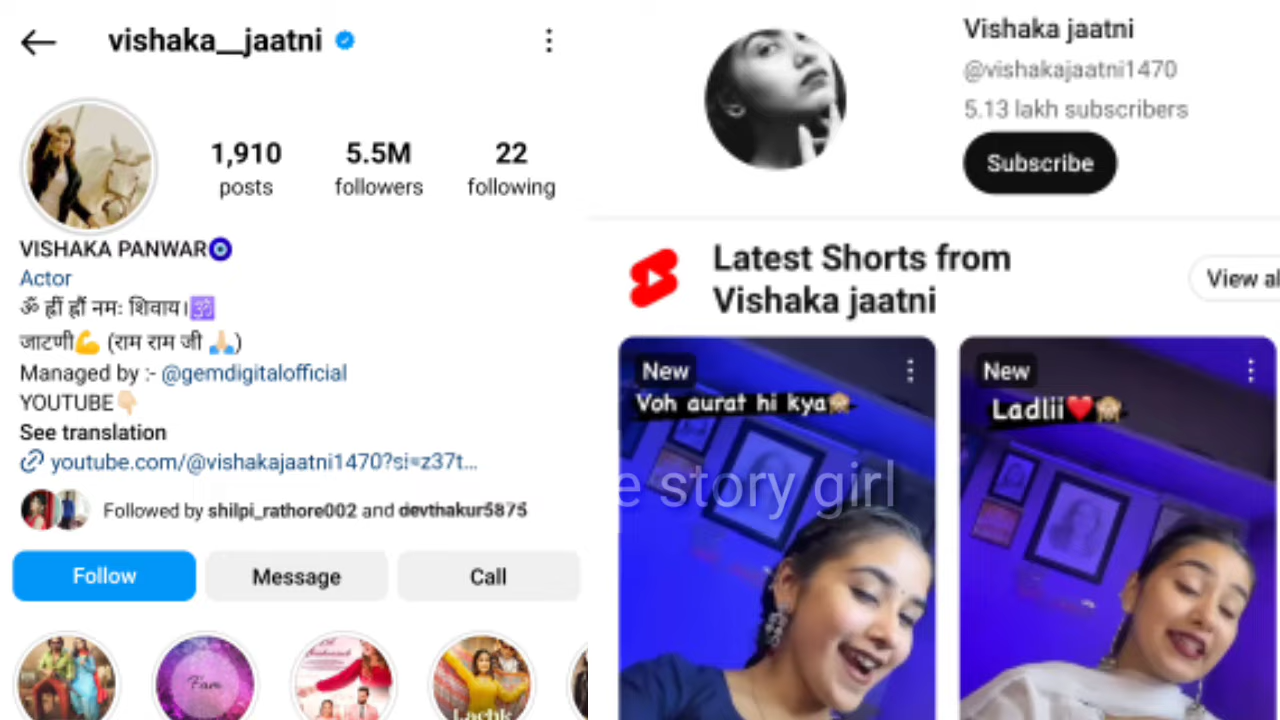 vishaka__jaatni
1,910
posts
5.5M
followers
22
following
VISHAKA PANWAR🧿
Actor
ॐ ह्रीं ह्रौं नमः शिवाय।🕉️
जाटणी💪 (राम राम जी 🙏🏻)
Managed by :- @gemdigitalofficial
YOUTUBE👇🏻
See translation
youtube.com/@vishakajaatni1470?si=z37t...
Followed by shilpi_rathore002 and devthakur5875
Follow
Message
Call
Fam
Lachk
Vishaka jaatni
@vishakajaatni1470
5.13 lakh subscribers
Subscribe
Latest Shorts from
Vishaka jaatni
View al
New
Voh aurat hi kya🙈
New
Ladlii❤️🙈
e story girl